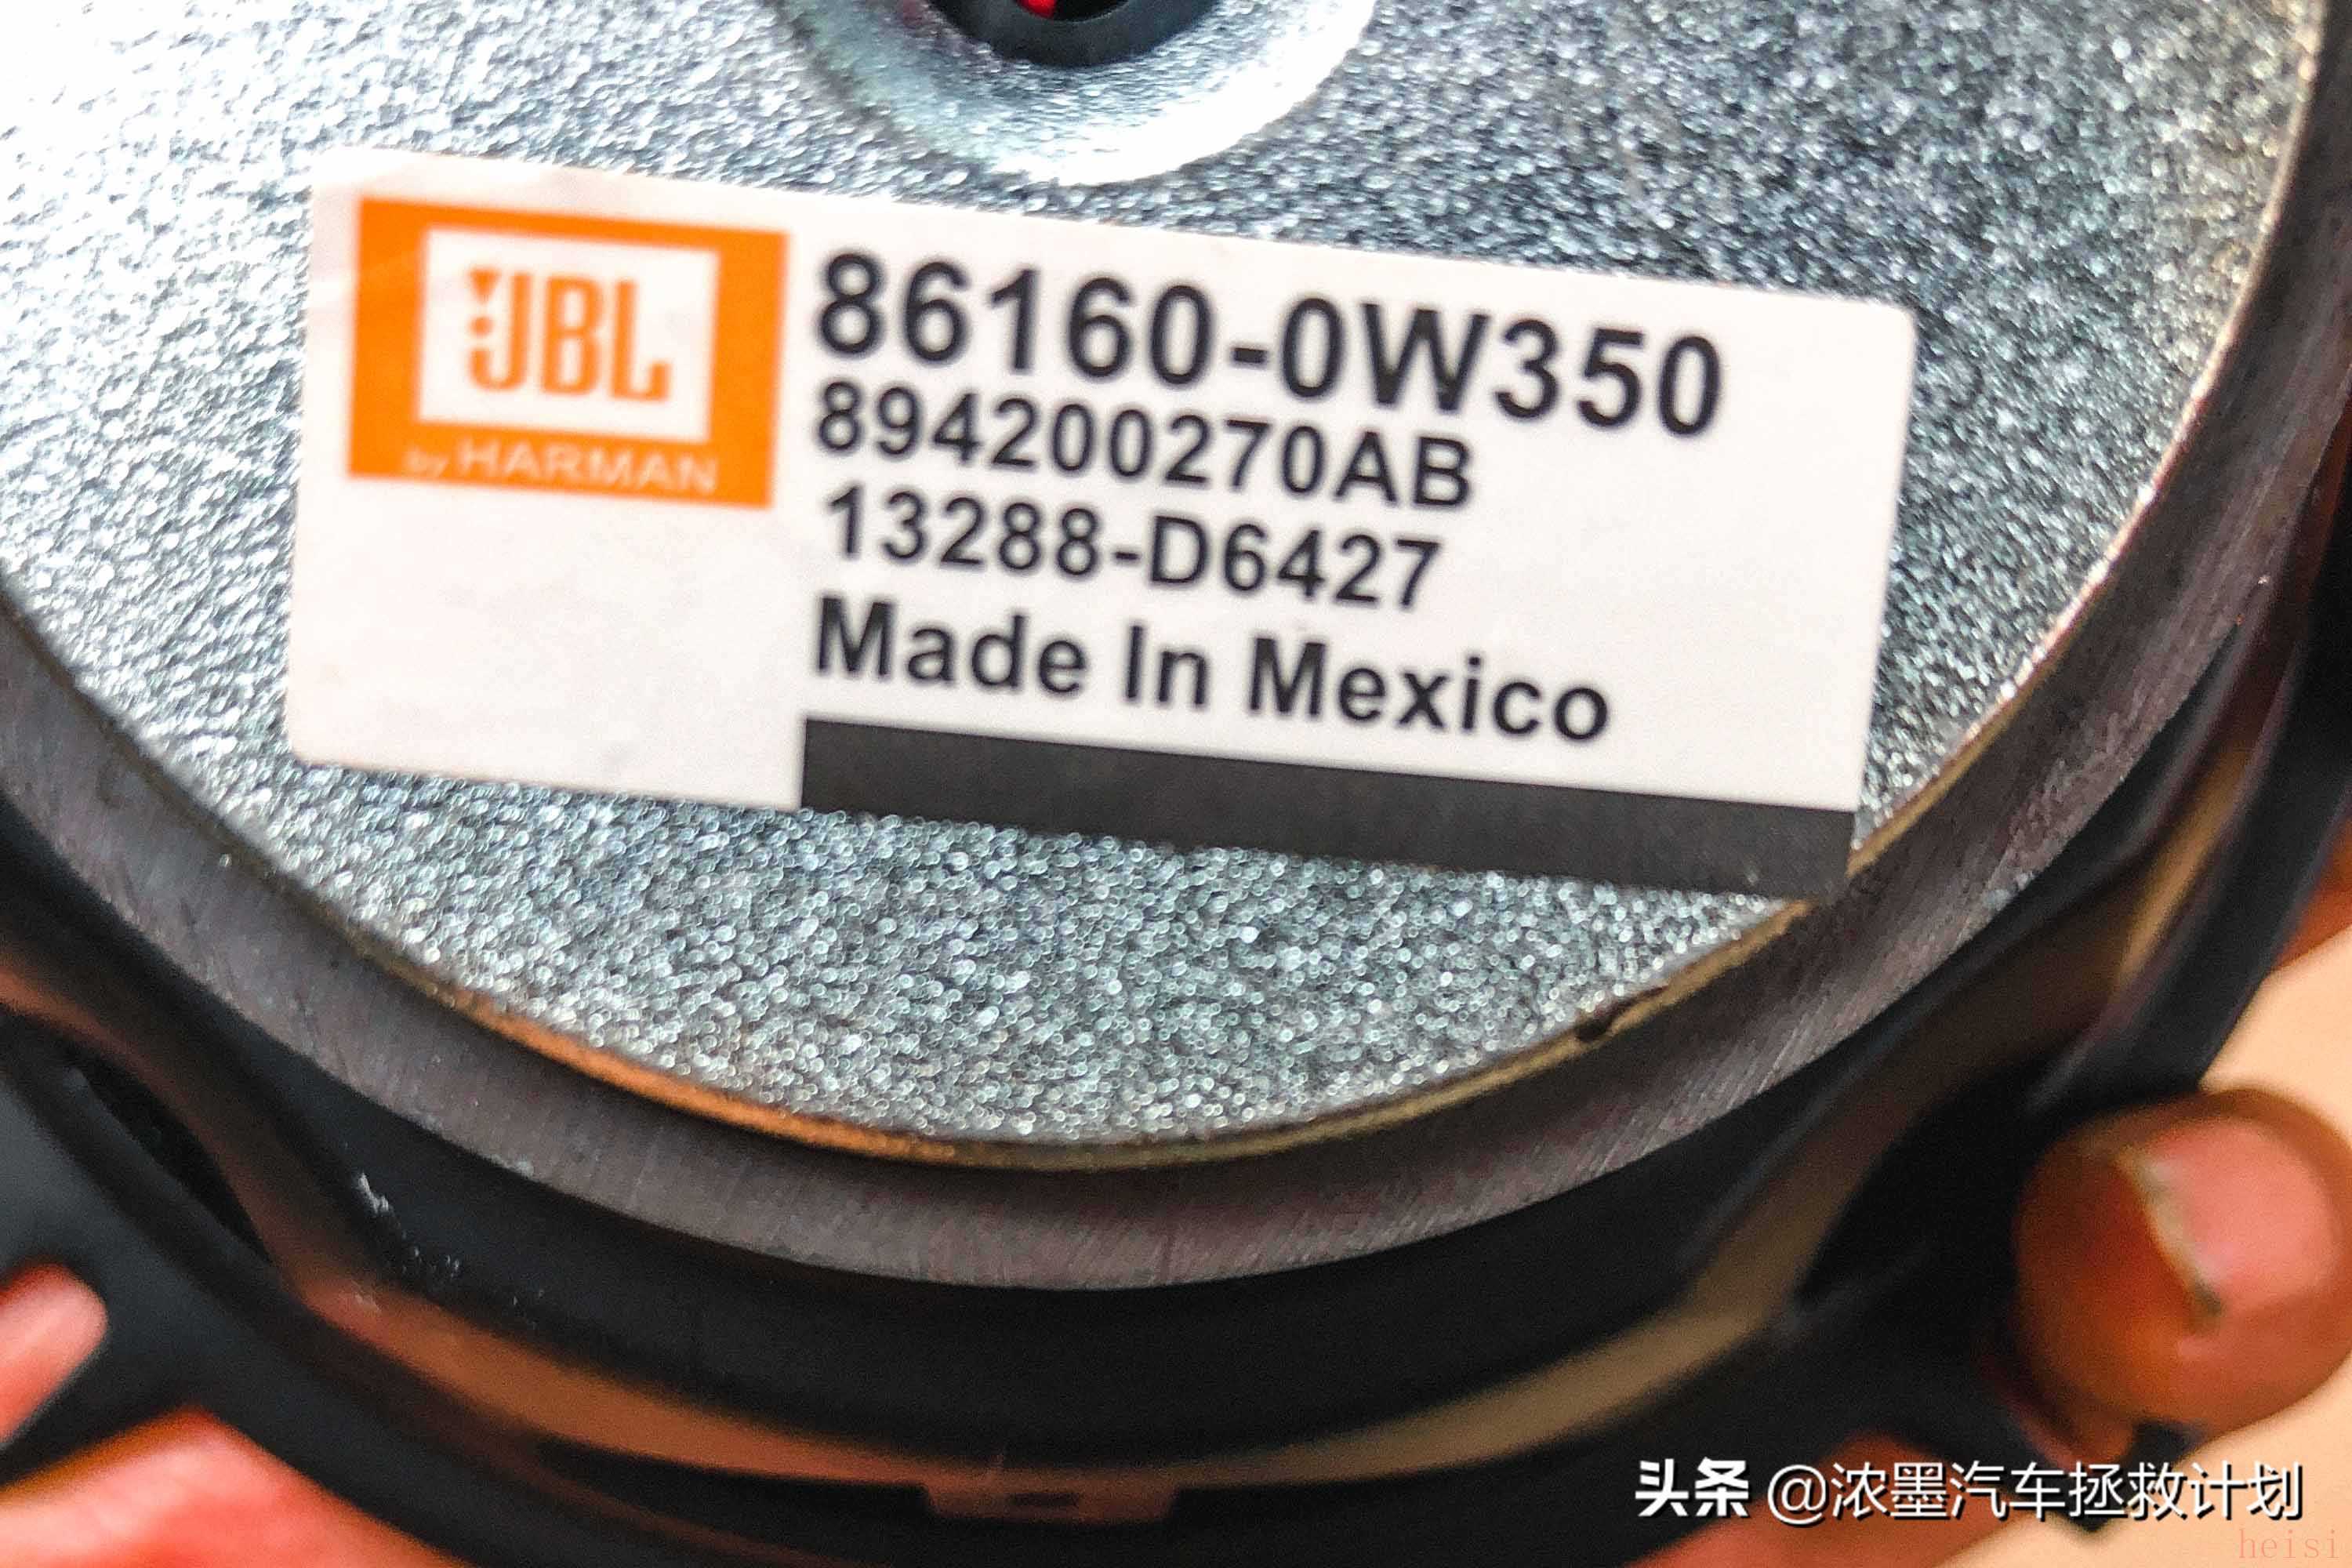 JBL
by HARMAN
86160-0W350
894200270AB
13288-D6427
Made In Mexico
头条 @浓墨汽车拯救计划
heisi